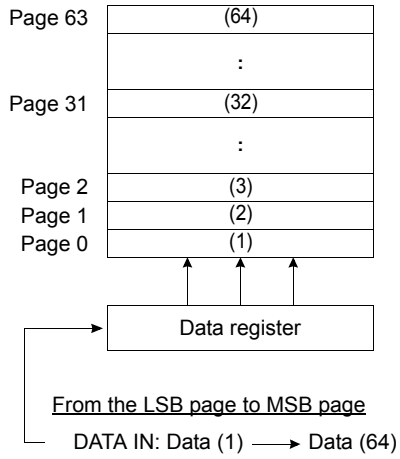 Page 63 (64)
:
Page 31 (32)
:
Page 2 (3)
Page 1 (2)
Page 0 (1)
Data register
From the LSB page to MSB page
DATA IN: Data (1) Data (64)